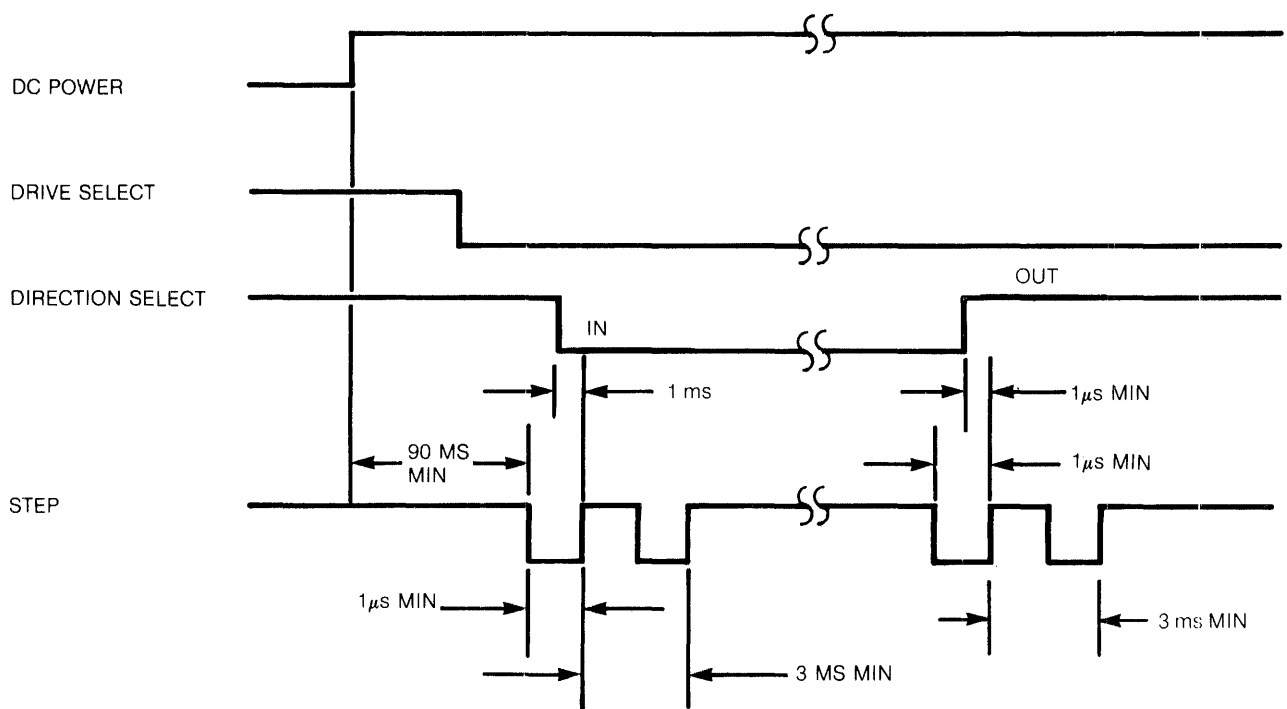 DC POWER
DRIVE SELECT
DIRECTION SELECT
OUT
IN
1 ms
1μs MIN
90 MS
MIN
1μs MIN
STEP
1μs MIN
3 ms MIN
3 MS MIN